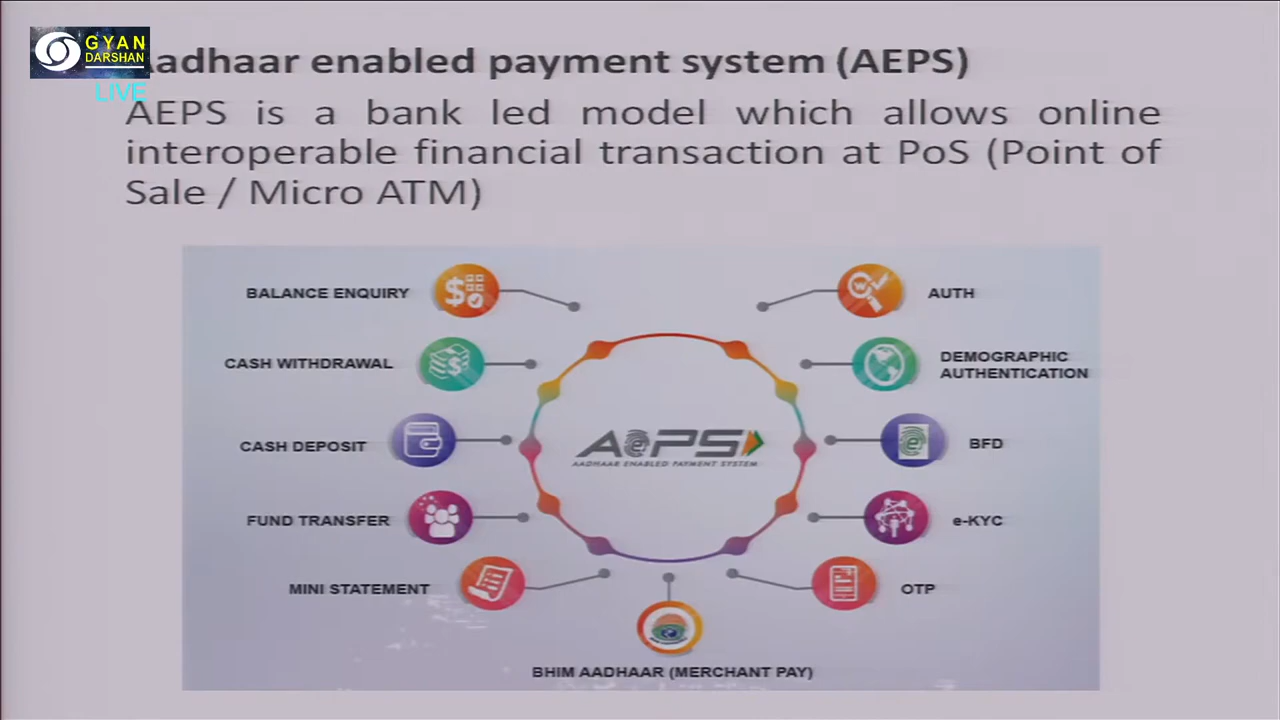 GYAN
DARSHAN
LIVE
Aadhaar enabled payment system (AEPS)
AEPS is a bank led model which allows online
interoperable financial transaction at PoS (Point of
Sale / Micro ATM)
BALANCE ENQUIRY
AUTH
CASH WITHDRAWAL
DEMOGRAPHIC
AUTHENTICATION
CASH DEPOSIT
BFD
AePS
AADHAAR ENABLED PAYMENT SYSTEM
FUND TRANSFER
e-KYC
MINI STATEMENT
OTP
BHIM AADHAAR (MERCHANT PAY)